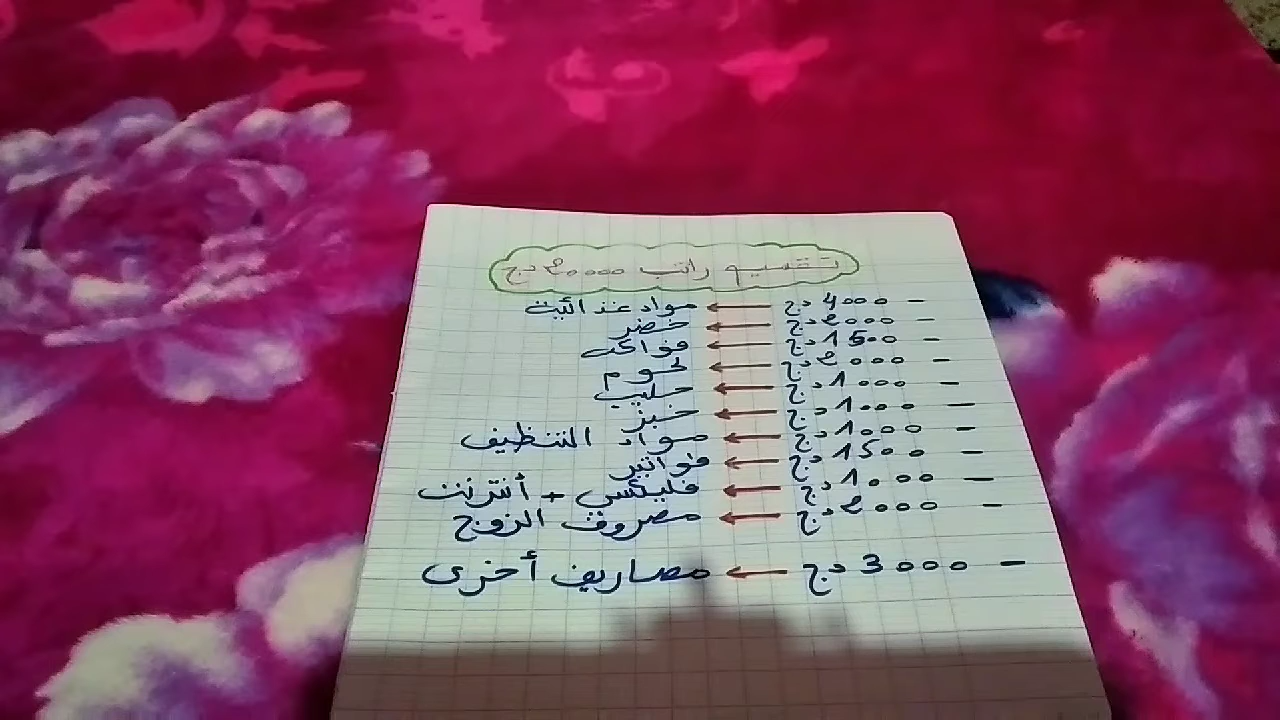 تقسيم راتب 20000 دج
- 4000 دج ← مواد غذائية
- 2000 دج ← خضر
- 1500 دج ← فواكه
- 2000 دج ← لحوم
- 1000 دج ← حليب
- 1000 دج ← خبز
- 1000 دج ← مواد التنظيف
- 1500 دج ← فواتير
- 1000 دج ← فليكسي + أنترنت
- 2000 دج ← مصروف الزوج
- 3000 دج ← مصاريف أخرى